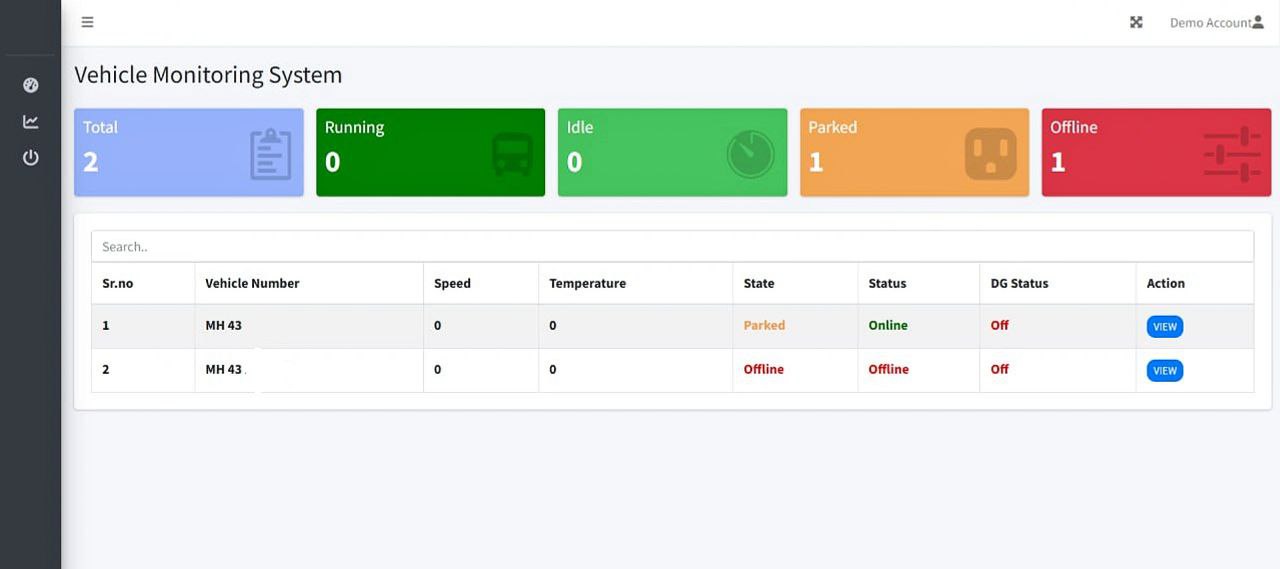 Demo Account
Vehicle Monitoring System
Total
2
Running
0
Idle
0
Parked
1
Offline
1
Search..
Sr.no Vehicle Number Speed Temperature State Status DG Status Action
1 MH 43 0 0 Parked Online Off VIEW
2 MH 43 0 0 Offline Offline Off VIEW